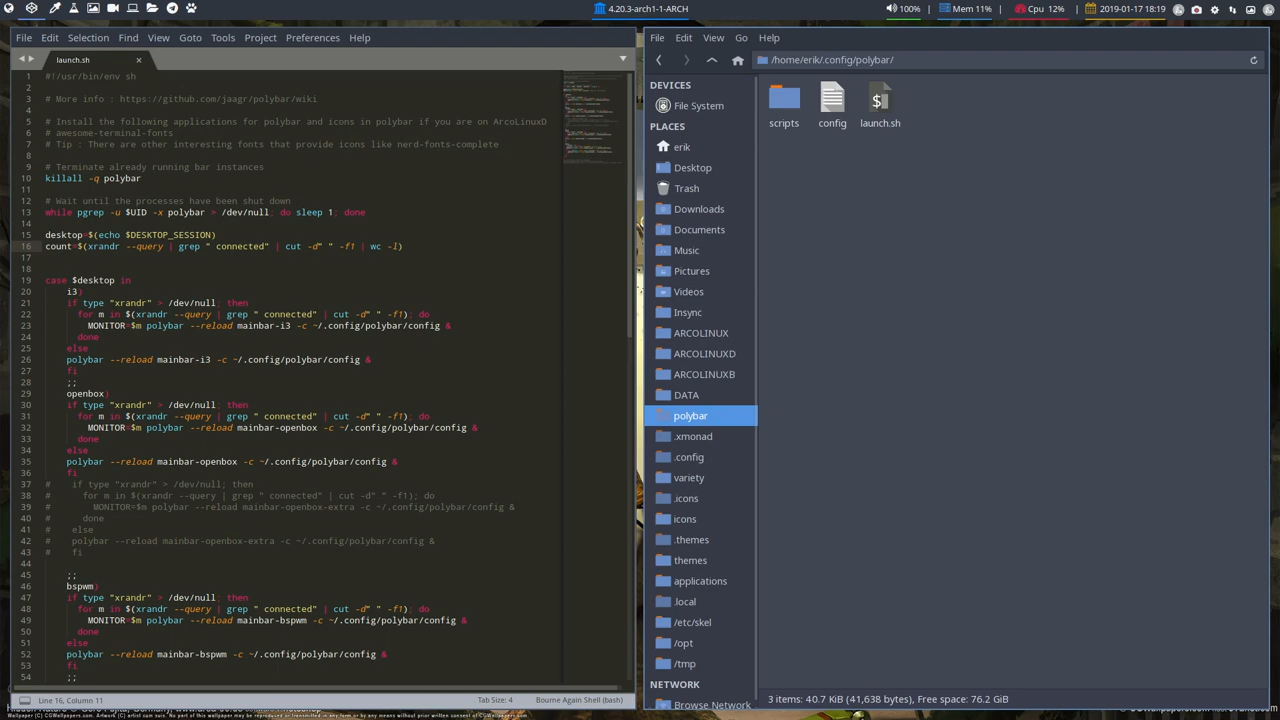 4.20.3-arch1-1-ARCH
100%
Mem 11%
Cpu 12%
2019-01-17 18:19
File Edit Selection Find View Goto Tools Project Preferences Help
launch.sh
1 #!/usr/bin/env sh
2
3 # More info : https://github.com/jaagr/polybar/wiki
4
5 # Install the following applications for polybar and icons in polybar if you are on ArcoLinuxD
6 # awesome-terminal-fonts
7 # Tip : There are other interesting fonts that provide icons like nerd-fonts-complete
8
9 # Terminate already running bar instances
10 killall -q polybar
11
12 # Wait until the processes have been shut down
13 while pgrep -u $UID -x polybar > /dev/null; do sleep 1; done
14
15 desktop=$(echo $DESKTOP_SESSION)
16 count=$(xrandr --query | grep " connected" | cut -d" " -f1 | wc -l)
17
18
19 case $desktop in
20 i3)
21 if type "xrandr" > /dev/null; then
22 for m in $(xrandr --query | grep " connected" | cut -d" " -f1); do
23 MONITOR=$m polybar --reload mainbar-i3 -c ~/.config/polybar/config &
24 done
25 else
26 polybar --reload mainbar-i3 -c ~/.config/polybar/config &
27 fi
28 ;;
29 openbox)
30 if type "xrandr" > /dev/null; then
31 for m in $(xrandr --query | grep " connected" | cut -d" " -f1); do
32 MONITOR=$m polybar --reload mainbar-openbox -c ~/.config/polybar/config &
33 done
34 else
35 polybar --reload mainbar-openbox -c ~/.config/polybar/config &
36 fi
37 # if type "xrandr" > /dev/null; then
38 # for m in $(xrandr --query | grep " connected" | cut -d" " -f1); do
39 # MONITOR=$m polybar --reload mainbar-openbox-extra -c ~/.config/polybar/config &
40 # done
41 # else
42 # polybar --reload mainbar-openbox-extra -c ~/.config/polybar/config &
43 # fi
44
45 ;;
46 bspwm)
47 if type "xrandr" > /dev/null; then
48 for m in $(xrandr --query | grep " connected" | cut -d" " -f1); do
49 MONITOR=$m polybar --reload mainbar-bspwm -c ~/.config/polybar/config &
50 done
51 else
52 polybar --reload mainbar-bspwm -c ~/.config/polybar/config &
53 fi
54 ;;
Line 16, Column 11
Tab Size: 4
Bourne Again Shell (bash)
File Edit View Go Help
/home/erik/.config/polybar/
DEVICES
File System
PLACES
erik
Desktop
Trash
Downloads
Documents
Music
Pictures
Videos
Insync
ARCOLINUX
ARCOLINUXD
ARCOLINUXB
DATA
polybar
.xmonad
.config
variety
.icons
icons
.themes
themes
applications
.local
/etc/skel
/opt
/tmp
NETWORK
Browse Network
scripts
config
launch.sh
3 items: 40.7 KiB (41,638 bytes), Free space: 76.2 GiB